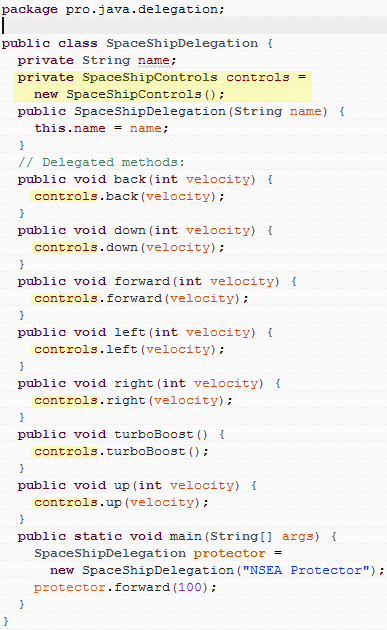 package pro.java.delegation;
public class SpaceShipDelegation {
private String name;
private SpaceShipControls controls =
new SpaceShipControls();
public SpaceShipDelegation(String name) {
this.name = name;
}
// Delegated methods:
public void back(int velocity) {
controls.back(velocity);
}
public void down(int velocity) {
controls.down(velocity);
}
public void forward(int velocity) {
controls.forward(velocity);
}
public void left(int velocity) {
controls.left(velocity);
}
public void right(int velocity) {
controls.right(velocity);
}
public void turboBoost() {
controls.turboBoost();
}
public void up(int velocity) {
controls.up(velocity);
}
public static void main(String[] args) {
SpaceShipDelegation protector =
new SpaceShipDelegation("NSEA Protector");
protector.forward(100);
}
}